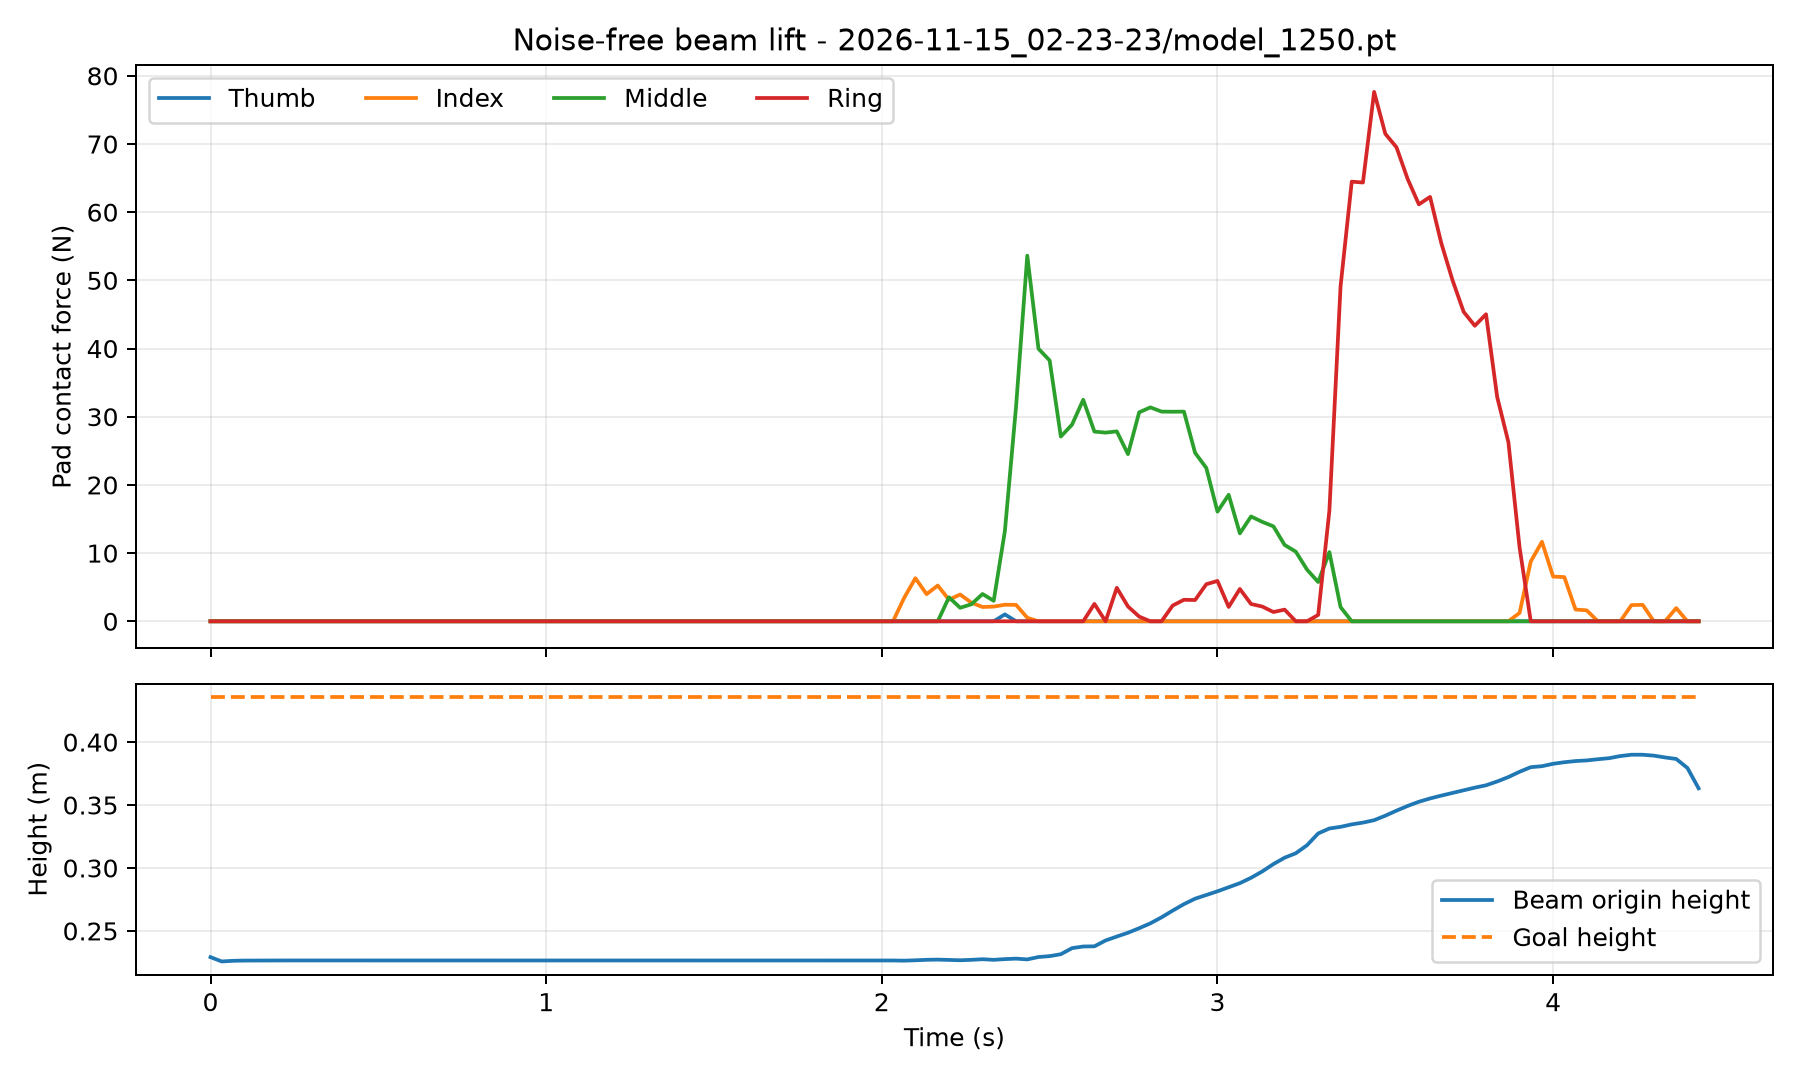 Noise-free beam lift - 2026-11-15_02-23-23/model_1250.pt
Thumb Index Middle Ring
Pad contact force (N)
80
70
60
50
40
30
20
10
0
Height (m)
0.40
0.35
0.30
0.25
Beam origin height
Goal height
0 1 2 3 4
Time (s)